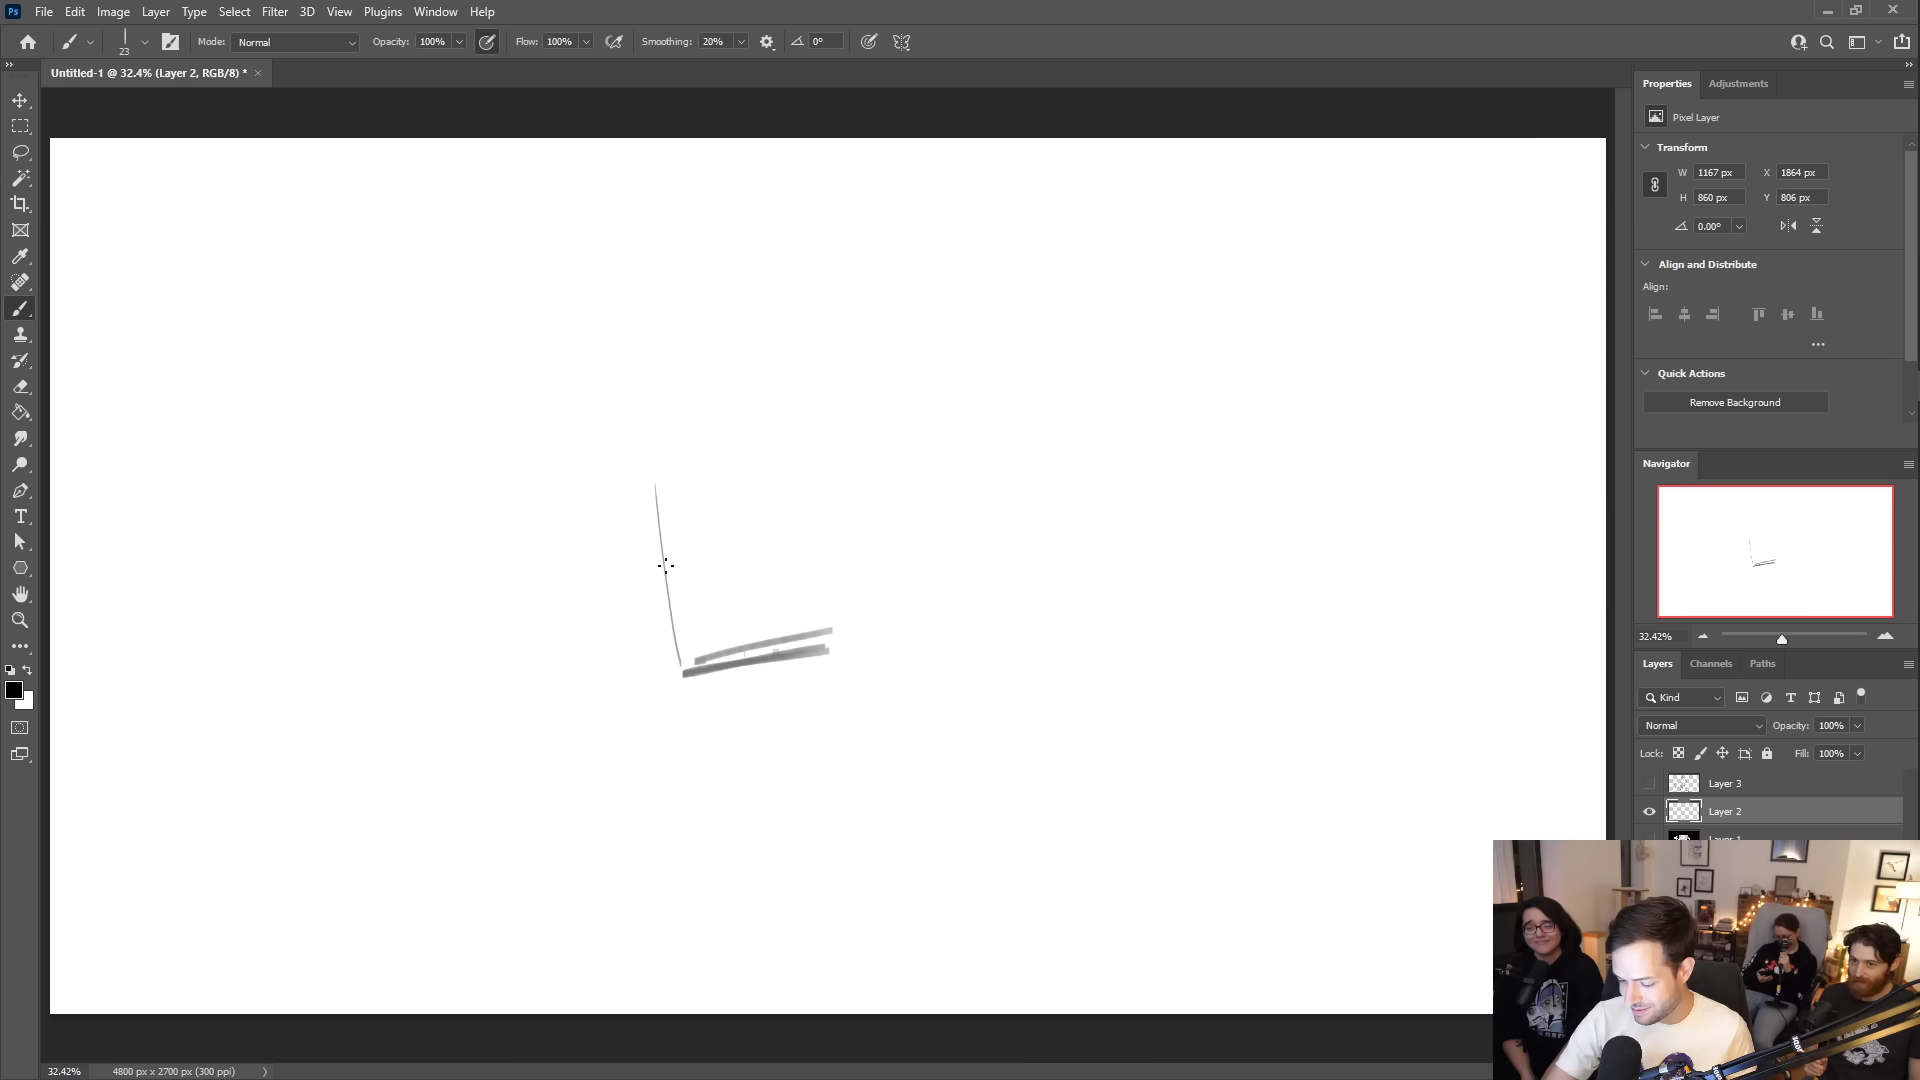 Ps File Edit Image Layer Type Select Filter 3D View Plugins Window Help
23 Mode: Normal Opacity: 100% Flow: 100% Smoothing: 20% 0°
Untitled-1 @ 32.4% (Layer 2, RGB/8) *
Properties Adjustments
Pixel Layer
Transform
W 1167 px X 1864 px
H 860 px Y 806 px
0.00°
Align and Distribute
Align:
Quick Actions
Remove Background
Navigator
32.42%
Layers Channels Paths
Kind
Normal Opacity: 100%
Lock: Fill: 100%
Layer 3
Layer 2
Layer 1
32.42% 4800 px x 2700 px (300 ppi)